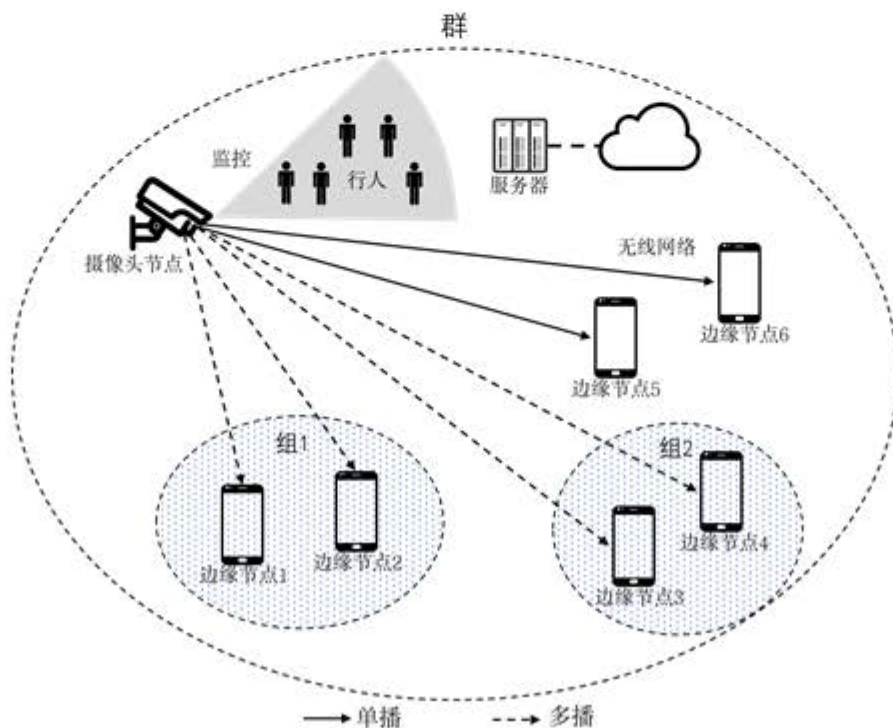 群
监控
行人
服务器
摄像头节点
无线网络
边缘节点6
边缘节点5
组1
组2
边缘节点1
边缘节点2
边缘节点4
边缘节点3
单播
多播